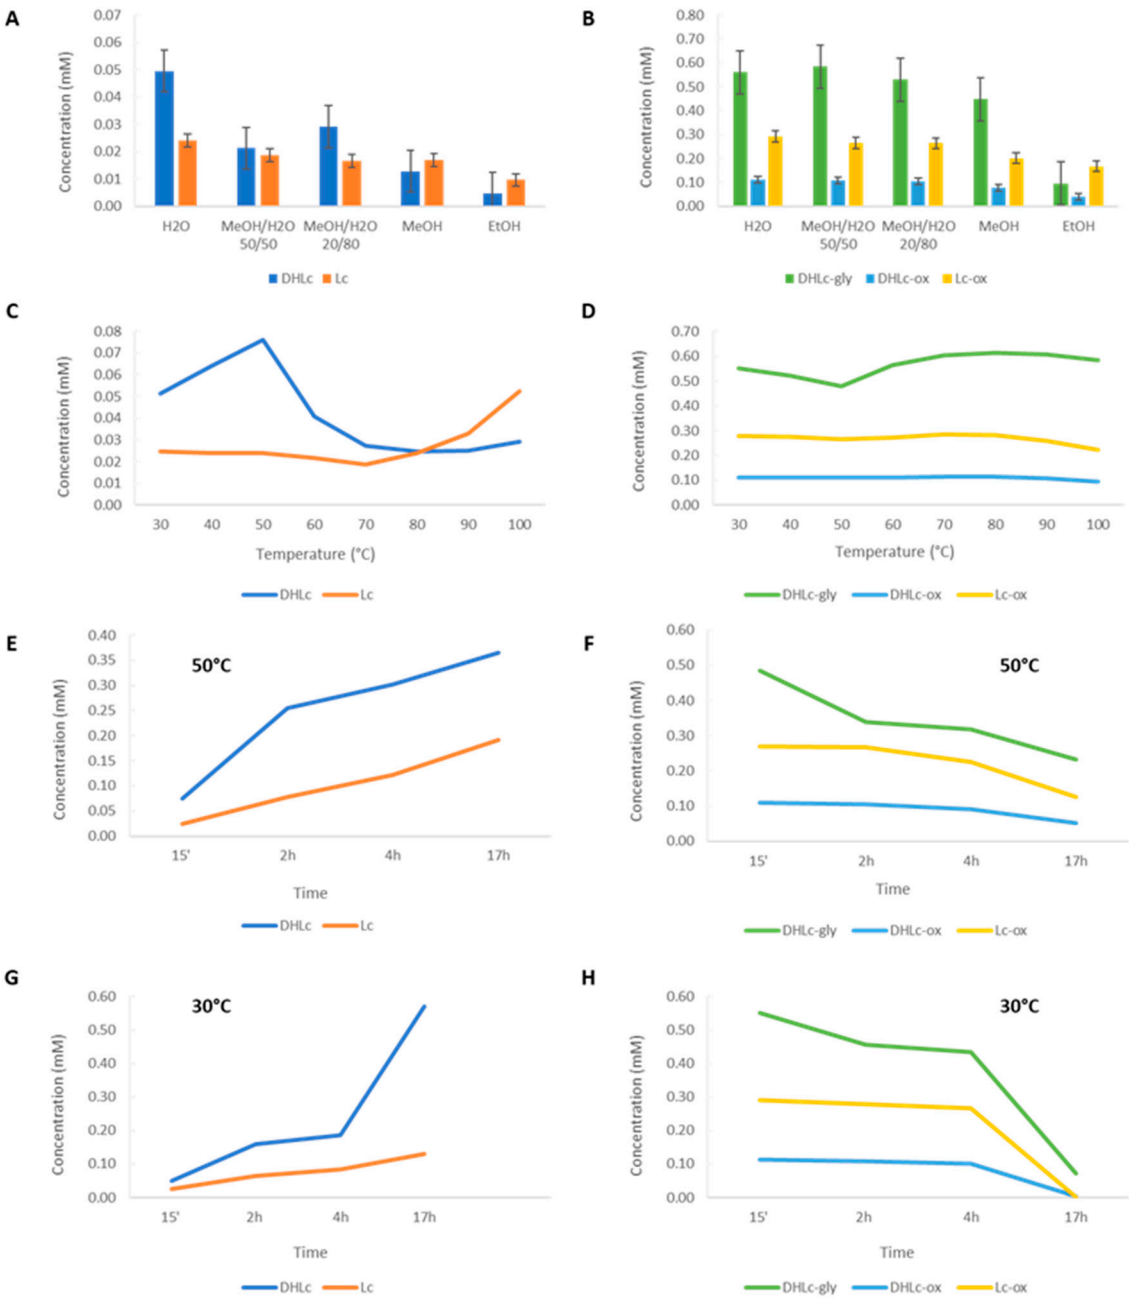 A
Concentration (mM)
0.07
0.06
0.05
0.04
0.03
0.02
0.01
0.00
H2O
MeOH/H2O
50/50
MeOH/H2O
20/80
MeOH
EtOH
DHLc
Lc
B
Concentration (mM)
0.80
0.70
0.60
0.50
0.40
0.30
0.20
0.10
0.00
H2O
MeOH/H2O
50/50
MeOH/H2O
20/80
MeOH
EtOH
DHLc-gly
DHLc-ox
Lc-ox
C
Concentration (mM)
0.08
0.07
0.06
0.05
0.04
0.03
0.02
0.01
0.00
30 40 50 60 70 80 90 100
Temperature (°C)
DHLc
Lc
D
Concentration (mM)
0.70
0.60
0.50
0.40
0.30
0.20
0.10
0.00
30 40 50 60 70 80 90 100
Temperature (°C)
DHLc-gly
DHLc-ox
Lc-ox
E
50°C
Concentration (mM)
0.40
0.35
0.30
0.25
0.20
0.15
0.10
0.05
0.00
15' 2h 4h 17h
Time
DHLc
Lc
F
50°C
Concentration (mM)
0.60
0.50
0.40
0.30
0.20
0.10
0.00
15' 2h 4h 17h
Time
DHLc-gly
DHLc-ox
Lc-ox
G
30°C
Concentration (mM)
0.60
0.50
0.40
0.30
0.20
0.10
0.00
15' 2h 4h 17h
Time
DHLc
Lc
H
30°C
Concentration (mM)
0.60
0.50
0.40
0.30
0.20
0.10
0.00
15' 2h 4h 17h
Time
DHLc-gly
DHLc-ox
Lc-ox